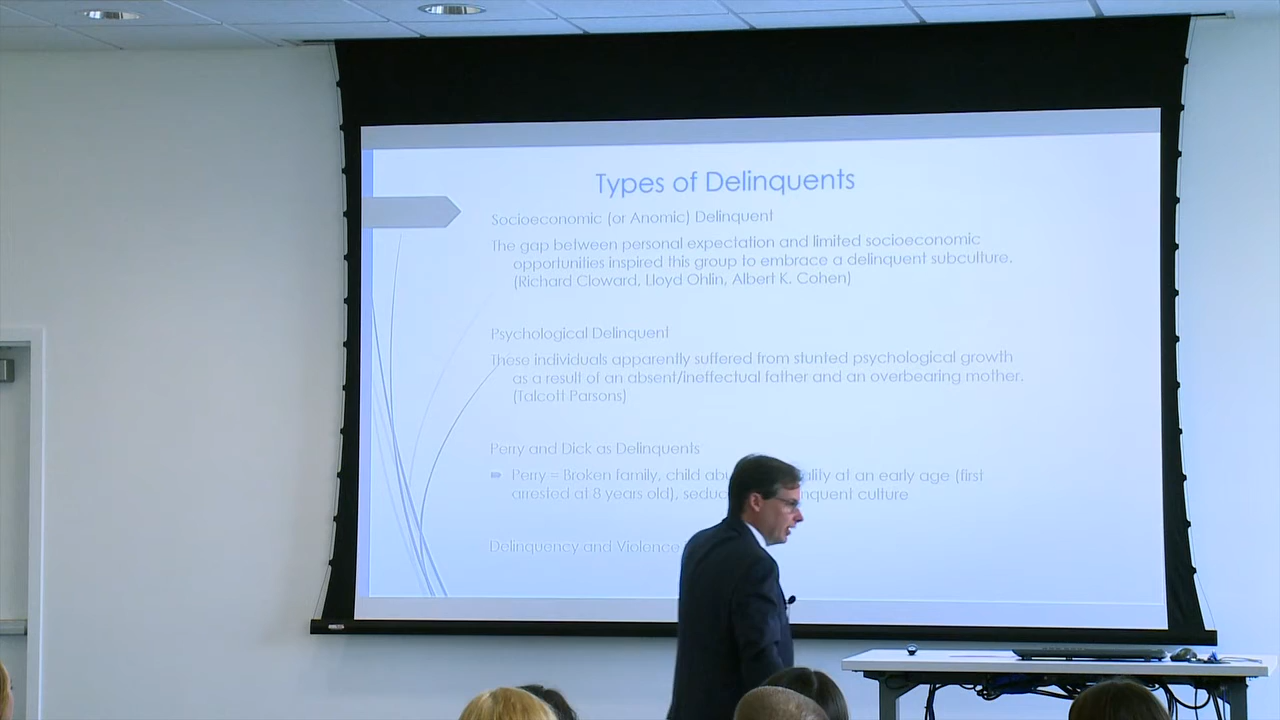 Types of Delinquents
Socioeconomic (or Anomic) Delinquent
The gap between personal expectation and limited socioeconomic
opportunities inspired this group to embrace a delinquent subculture.
(Richard Cloward, Lloyd Ohlin, Albert K. Cohen)
Psychological Delinquent
These individuals apparently suffered from stunted psychological growth
as a result of an absent/ineffectual father and an overbearing mother.
(Talcott Parsons)
Perry and Dick as Delinquents
Perry = Broken family, child at an early age (first
arrested at 8 years old), culture
Delinquency and Violence